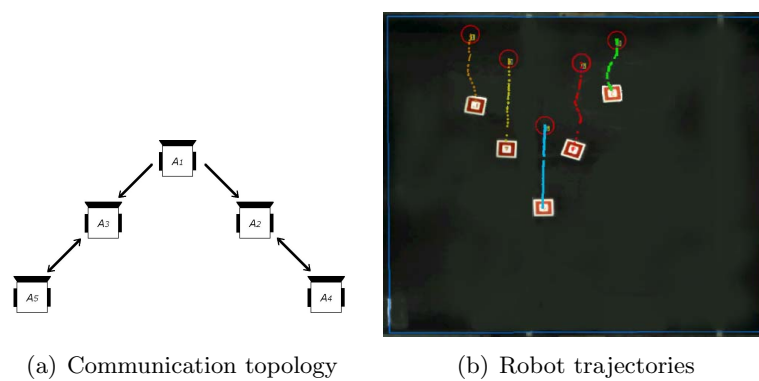 A1
A3
A2
A5
A4
(a) Communication topology
(b) Robot trajectories